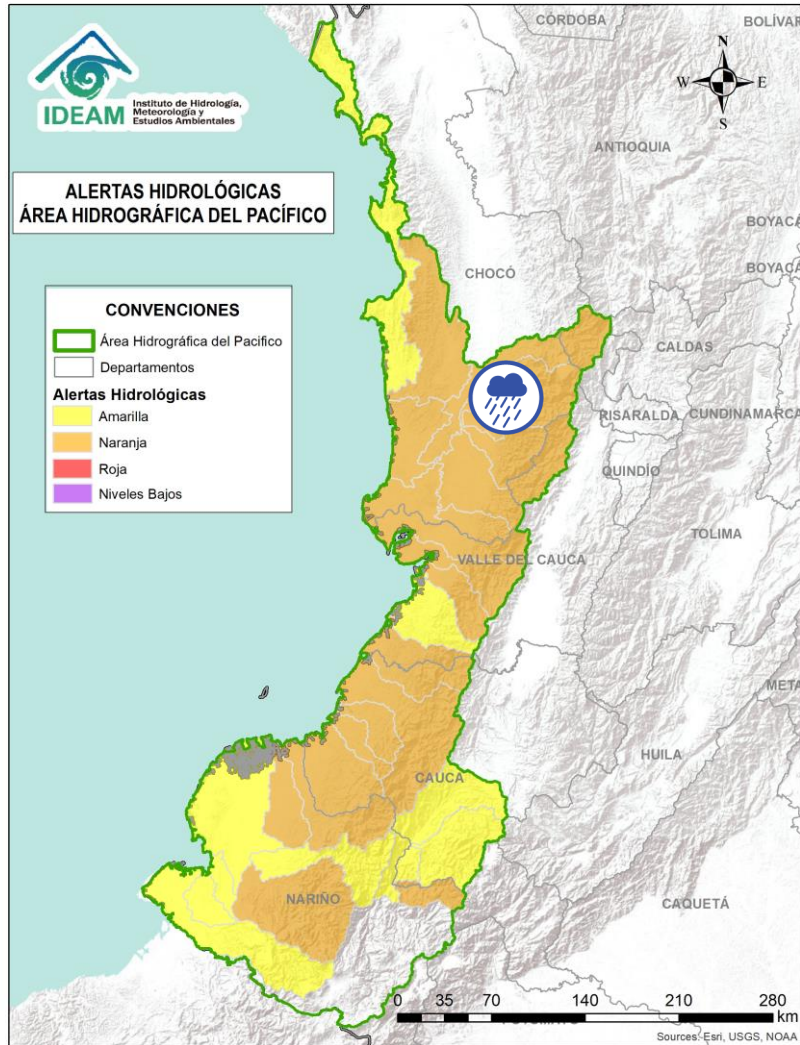 IDEAM
Instituto de Hidrología,
Meteorología y
Estudios Ambientales
ALERTAS HIDROLÓGICAS
ÁREA HIDROGRÁFICA DEL PACÍFICO
CONVENCIONES
Área Hidrográfica del Pacifico
Departamentos
Alertas Hidrológicas
Amarilla
Naranja
Roja
Niveles Bajos
CÓRDOBA
BOLÍVAR
N
W
E
S
ANTIOQUIA
BOYACÁ
CHOCÓ
BOYACÁ
CALDAS
RISARALDA
CUNDINAMARCA
QUINDÍO
TOLIMA
VALLE DEL CAUCA
META
HUILA
CAUCA
NARIÑO
CAQUETÁ
0 35 70 140 210 280
km
Sources: Esri, USGS, NOAA